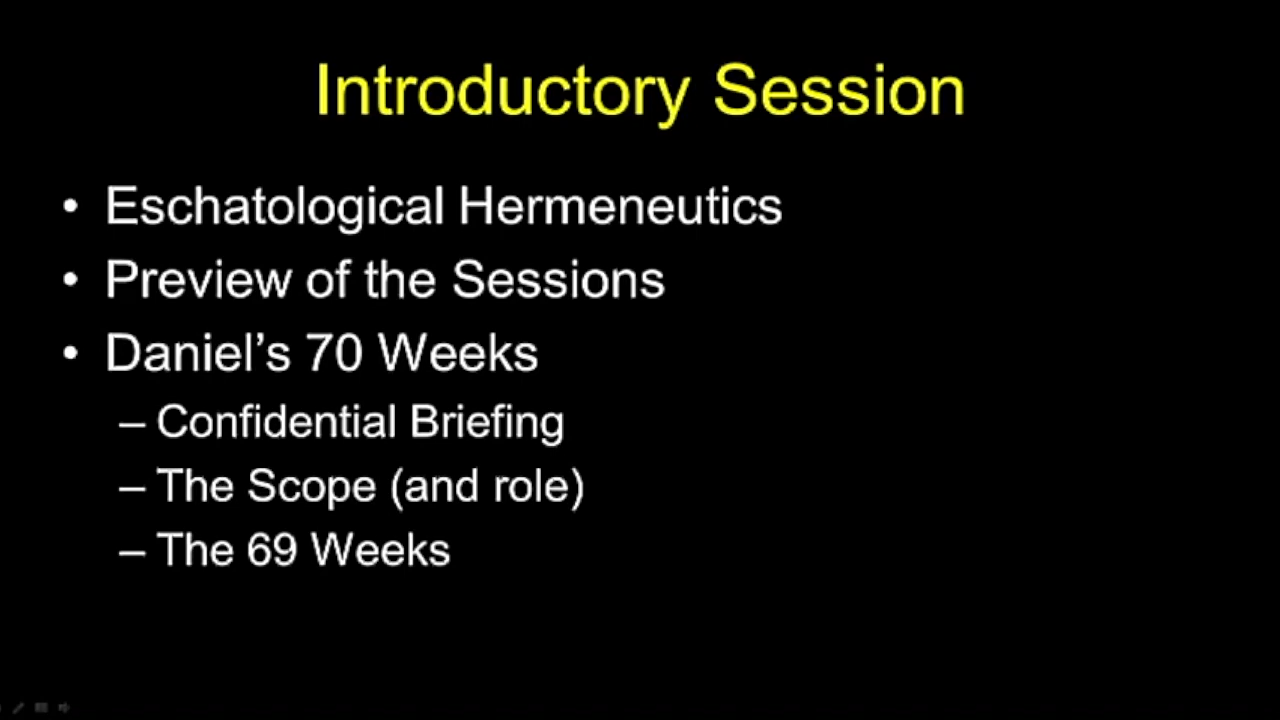 Introductory Session
• Eschatological Hermeneutics
• Preview of the Sessions
• Daniel’s 70 Weeks
– Confidential Briefing
– The Scope (and role)
– The 69 Weeks